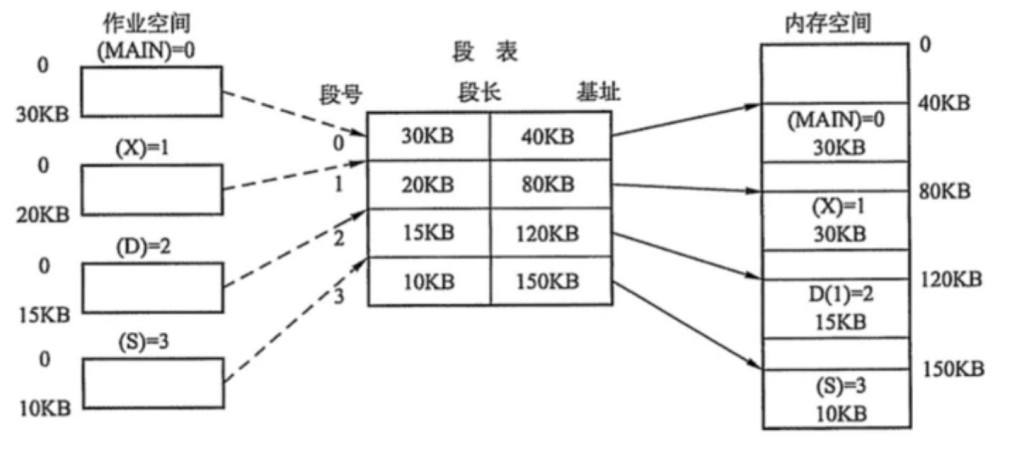 作业空间
(MAIN)=0
0
30KB
(X)=1
0
20KB
(D)=2
0
15KB
(S)=3
0
10KB
段 表
段号 段长 基址
0 30KB 40KB
1 20KB 80KB
2 15KB 120KB
3 10KB 150KB
内存空间
0
40KB
(MAIN)=0
30KB
80KB
(X)=1
30KB
120KB
D(1)=2
15KB
150KB
(S)=3
10KB